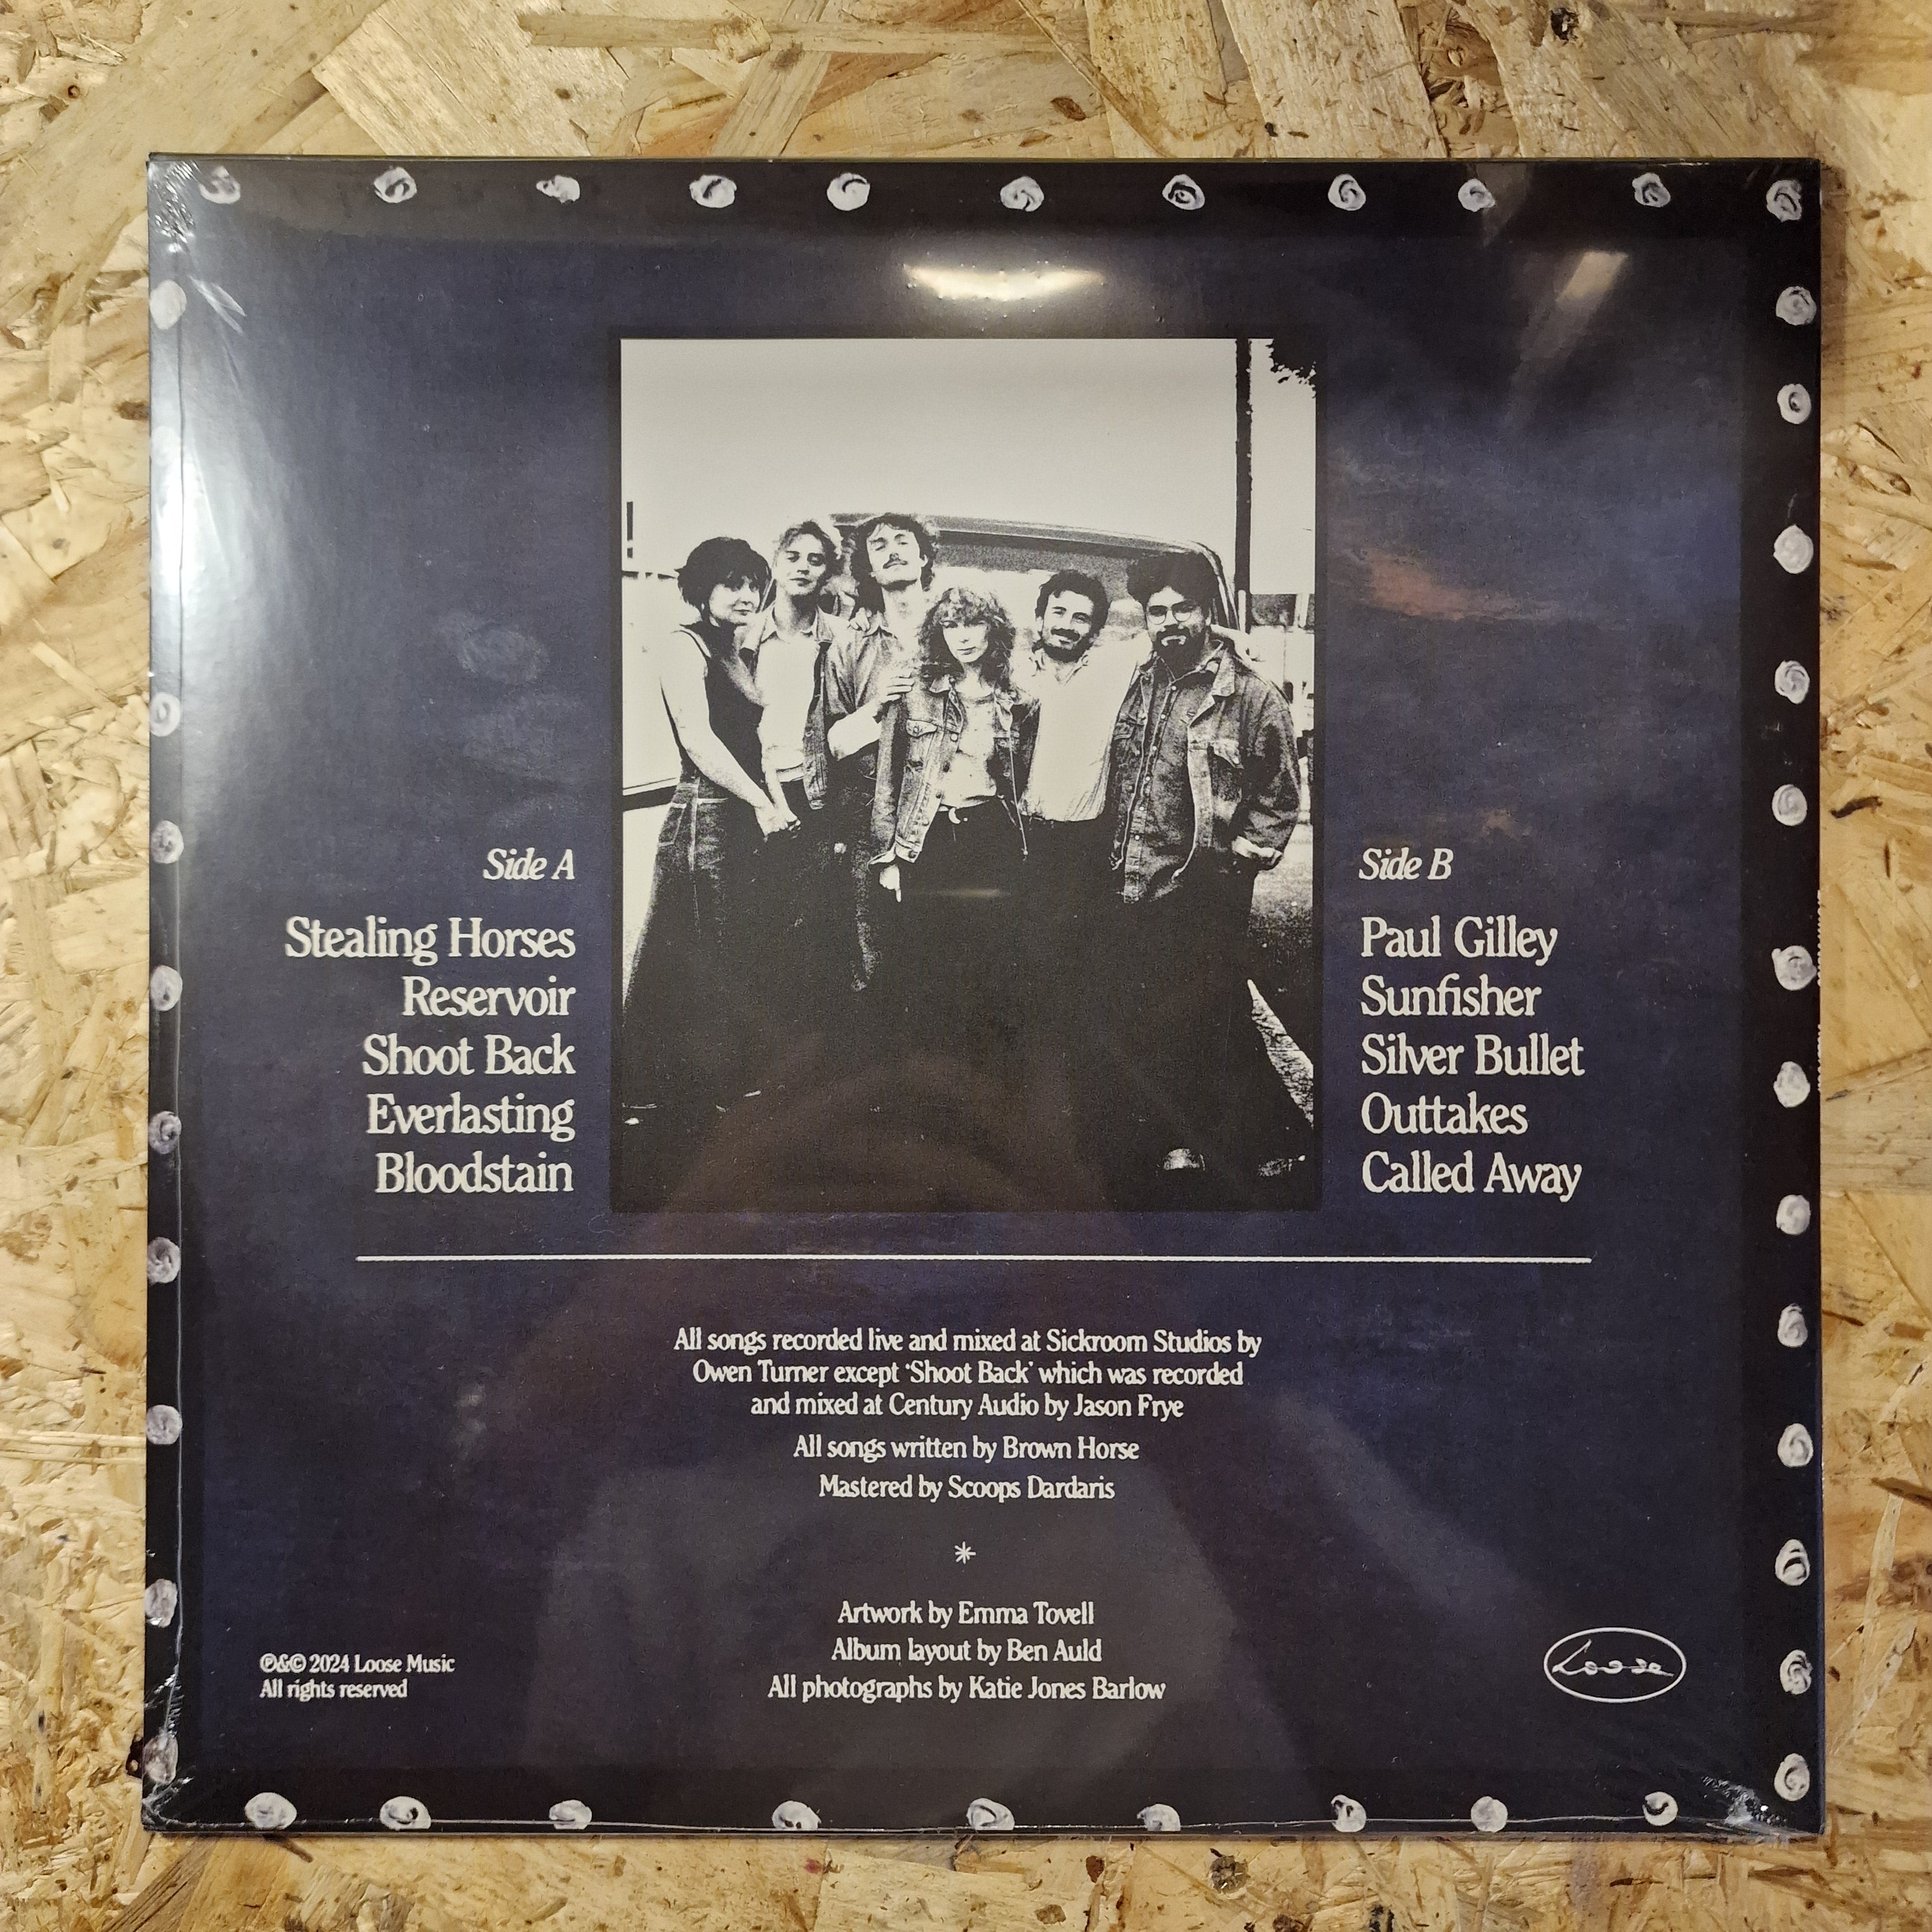 Side A
Stealing Horses
Reservoir
Shoot Back
Everlasting
Bloodstain
Side B
Paul Gilley
Sunfisher
Silver Bullet
Outtakes
Called Away
All songs recorded live and mixed at Sickroom Studios by
Owen Turner except ‘Shoot Back’ which was recorded
and mixed at Century Audio by Jason Frye
All songs written by Brown Horse
Mastered by Scoops Dardaris
*
Artwork by Emma Tovell
Album layout by Ben Auld
All photographs by Katie Jones Barlow
℗&© 2024 Loose Music
All rights reserved
Loose